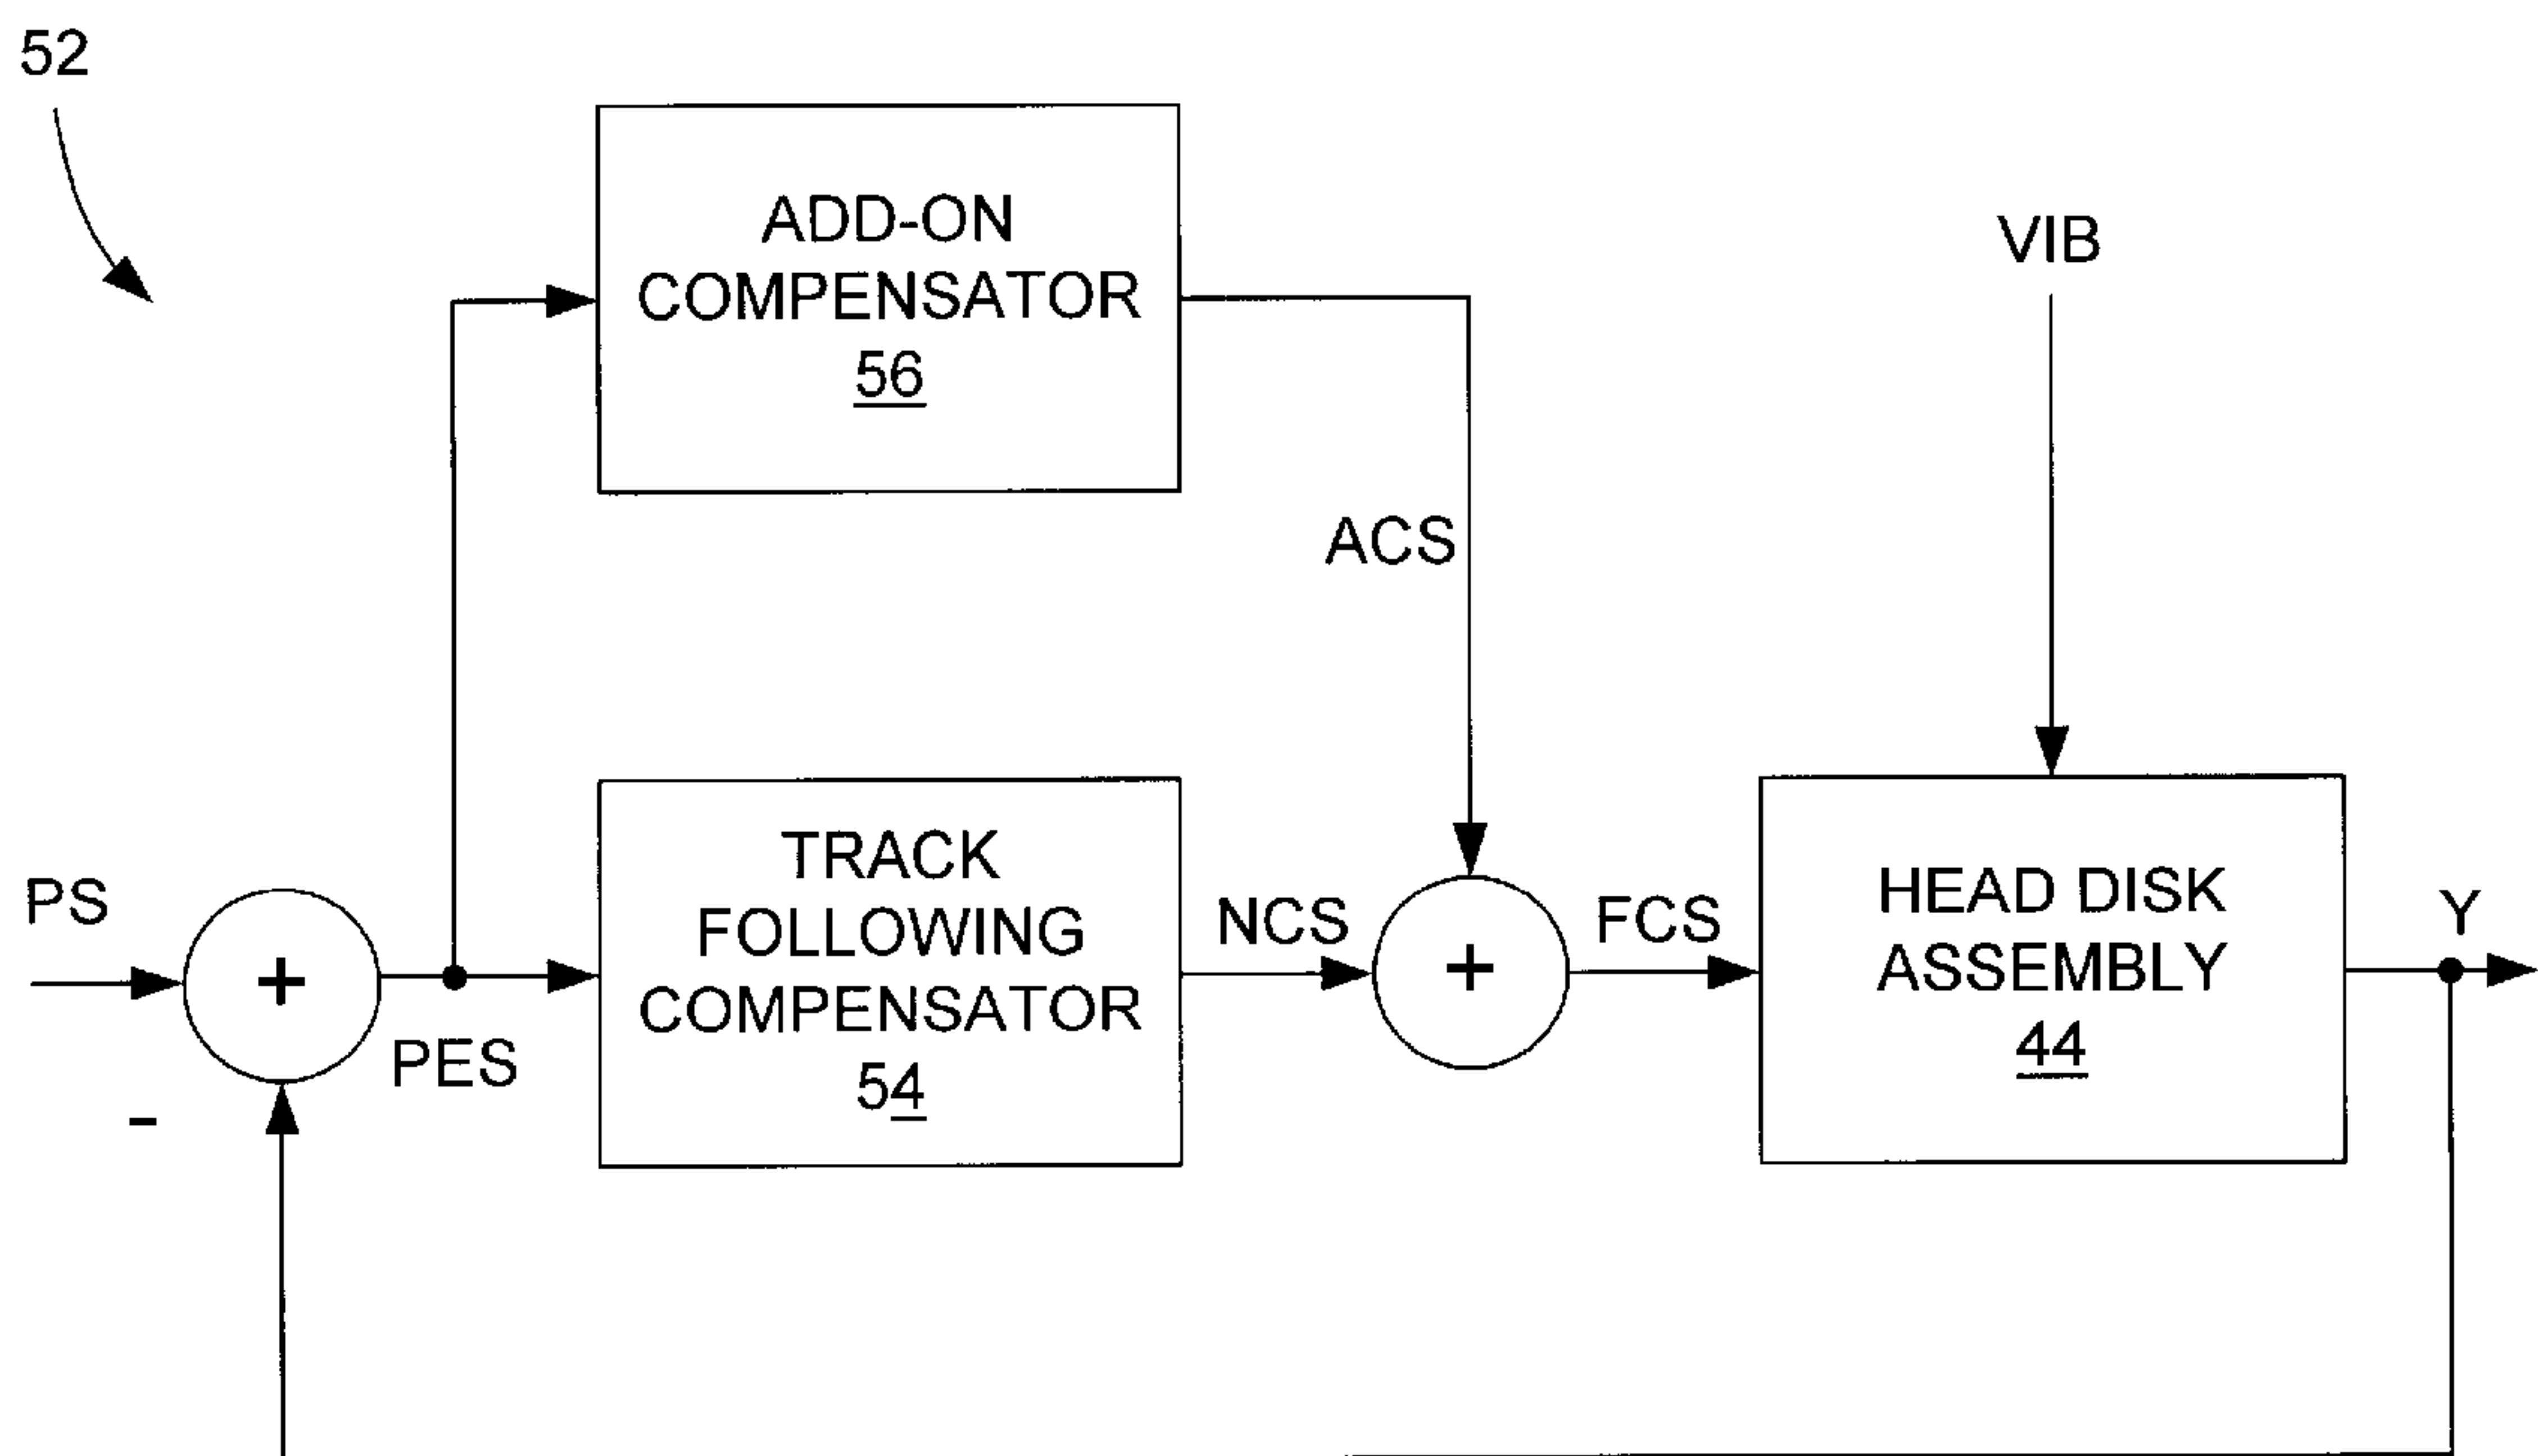 52
ADD-ON
COMPENSATOR
56
VIB
ACS
PS
+
-
PES
TRACK
FOLLOWING
COMPENSATOR
54
NCS
+
FCS
HEAD DISK
ASSEMBLY
44
Y